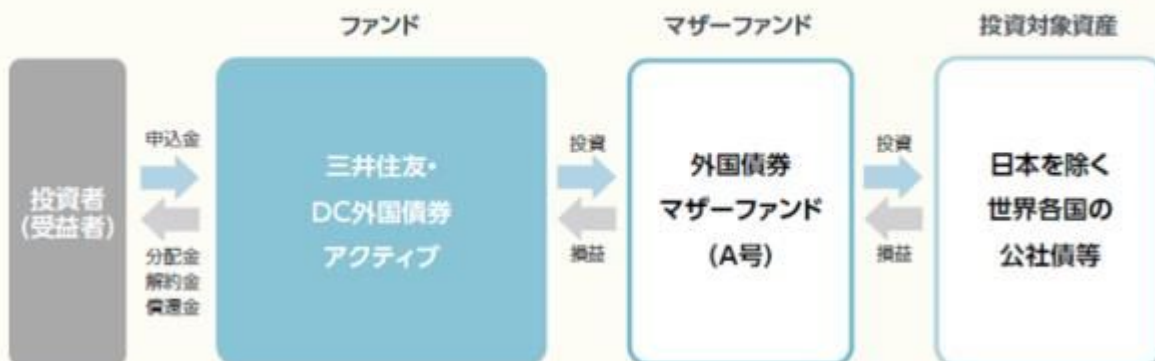 ファンド
マザーファンド
投資対象資産
投資者
(受益者)
申込金
分配金
解約金
償還金
三井住友・
DC外国債券
アクティブ
投資
損益
外国債券
マザーファンド
(A号)
投資
損益
日本を除く
世界各国の
公社債等